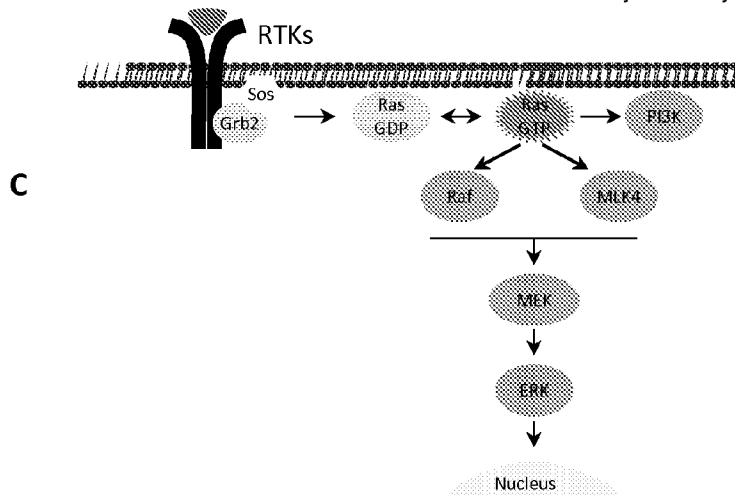 RTKs
Sos
Grb2
Ras
GDP
Ras
GTP
PI3K
C
Raf
MLK4
MEK
ERK
Nucleus